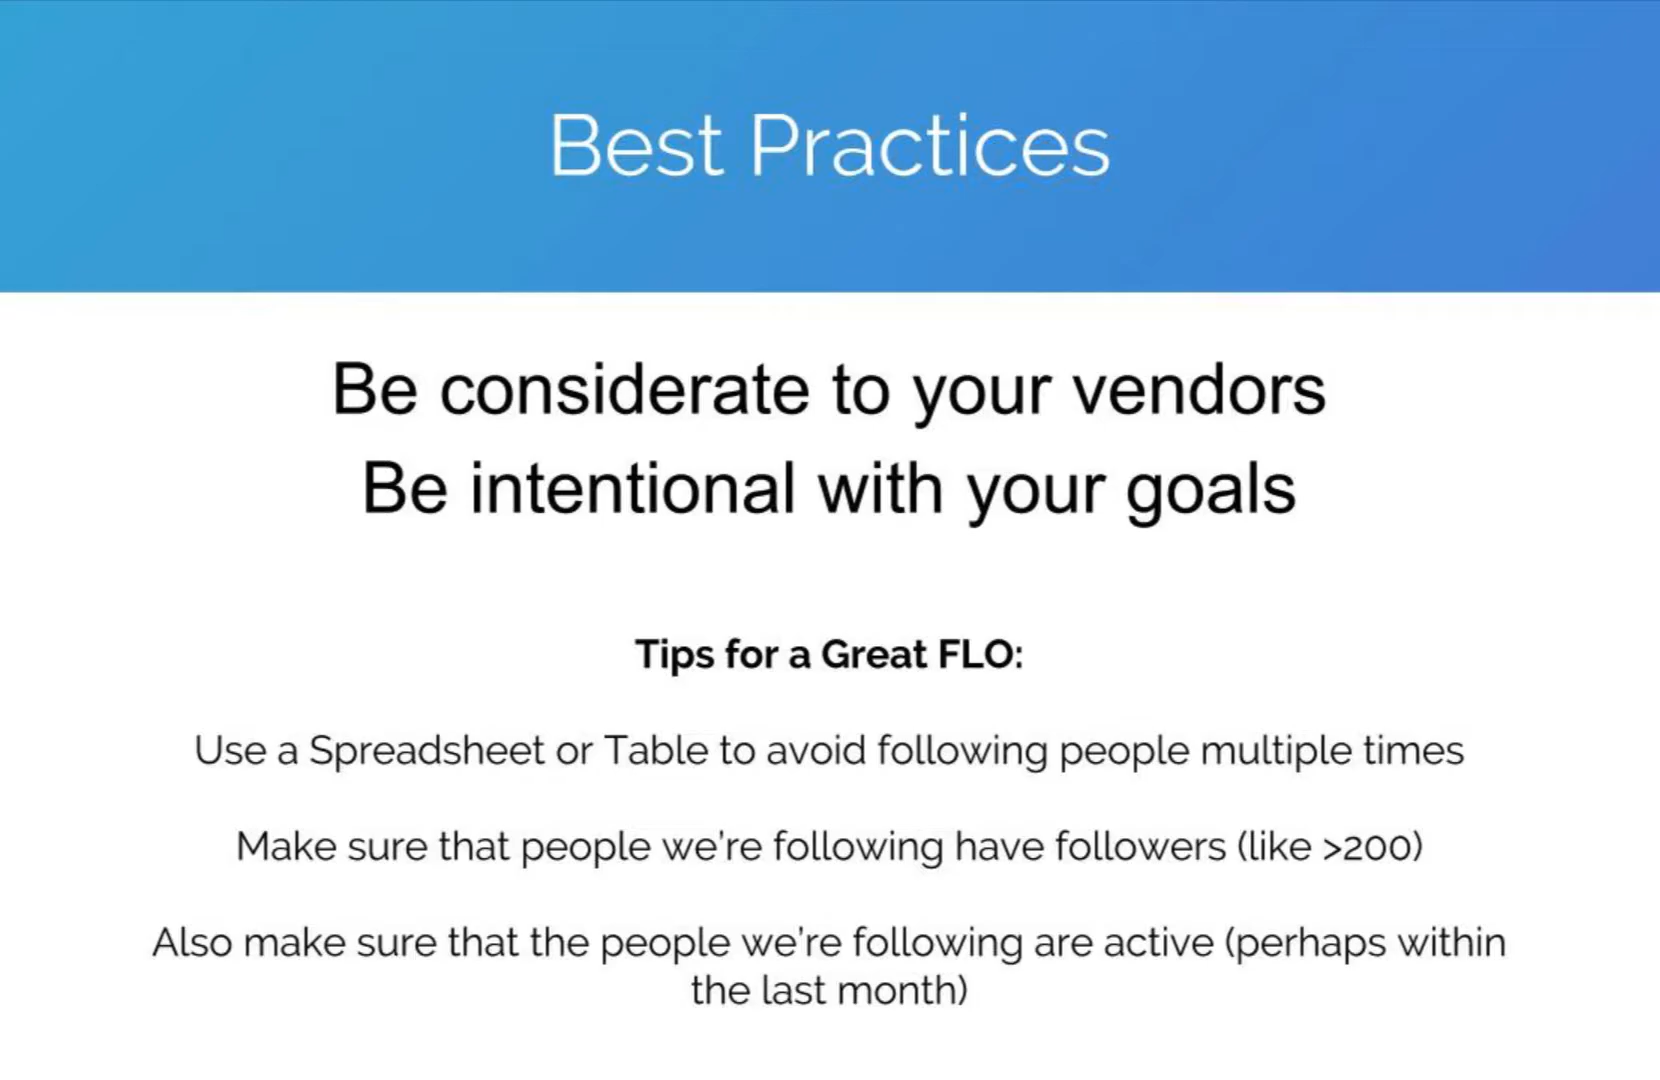 Best Practices
Be considerate to your vendors
Be intentional with your goals
Tips for a Great FLO:
Use a Spreadsheet or Table to avoid following people multiple times
Make sure that people we're following have followers (like >200)
Also make sure that the people we're following are active (perhaps within
the last month)